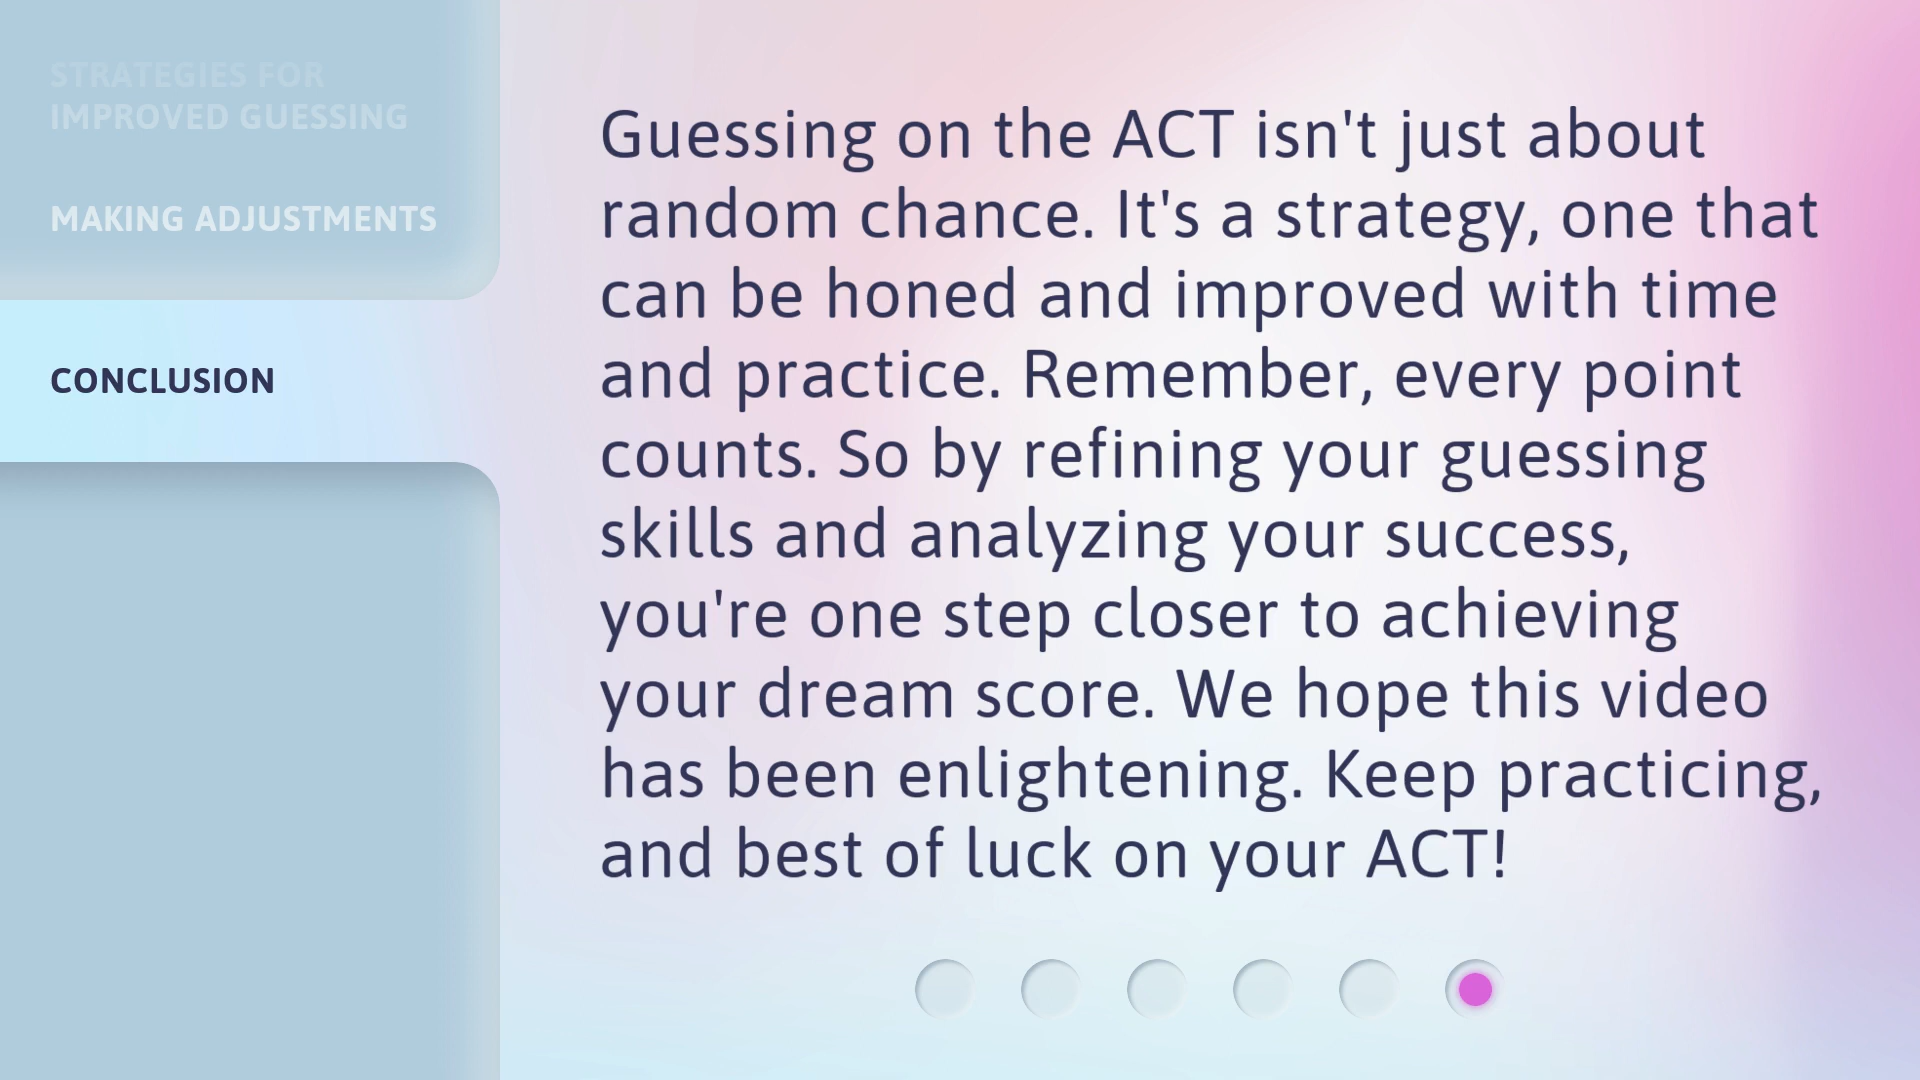 STRATEGIES FOR
IMPROVED GUESSING
MAKING ADJUSTMENTS
CONCLUSION
Guessing on the ACT isn't just about
random chance. It's a strategy, one that
can be honed and improved with time
and practice. Remember, every point
counts. So by refining your guessing
skills and analyzing your success,
you're one step closer to achieving
your dream score. We hope this video
has been enlightening. Keep practicing,
and best of luck on your ACT!